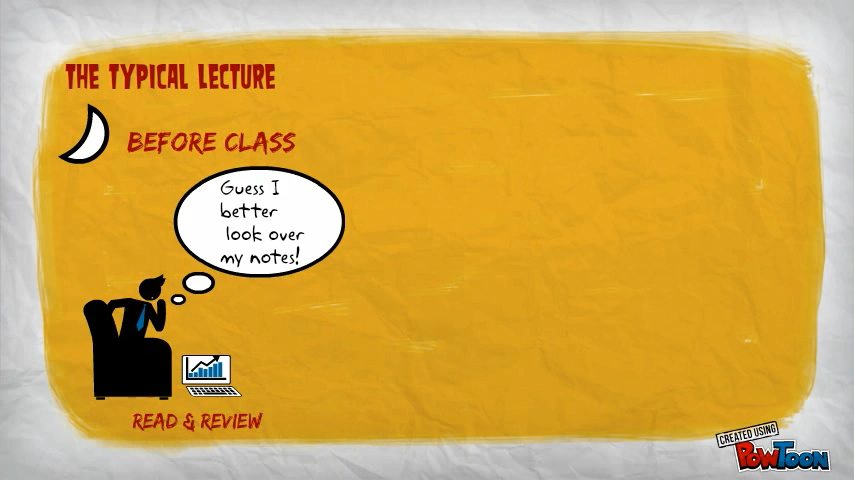 THE TYPICAL LECTURE
BEFORE CLASS
Guess I
better
look over
my notes!
READ & REVIEW
CREATED USING
POWTOON